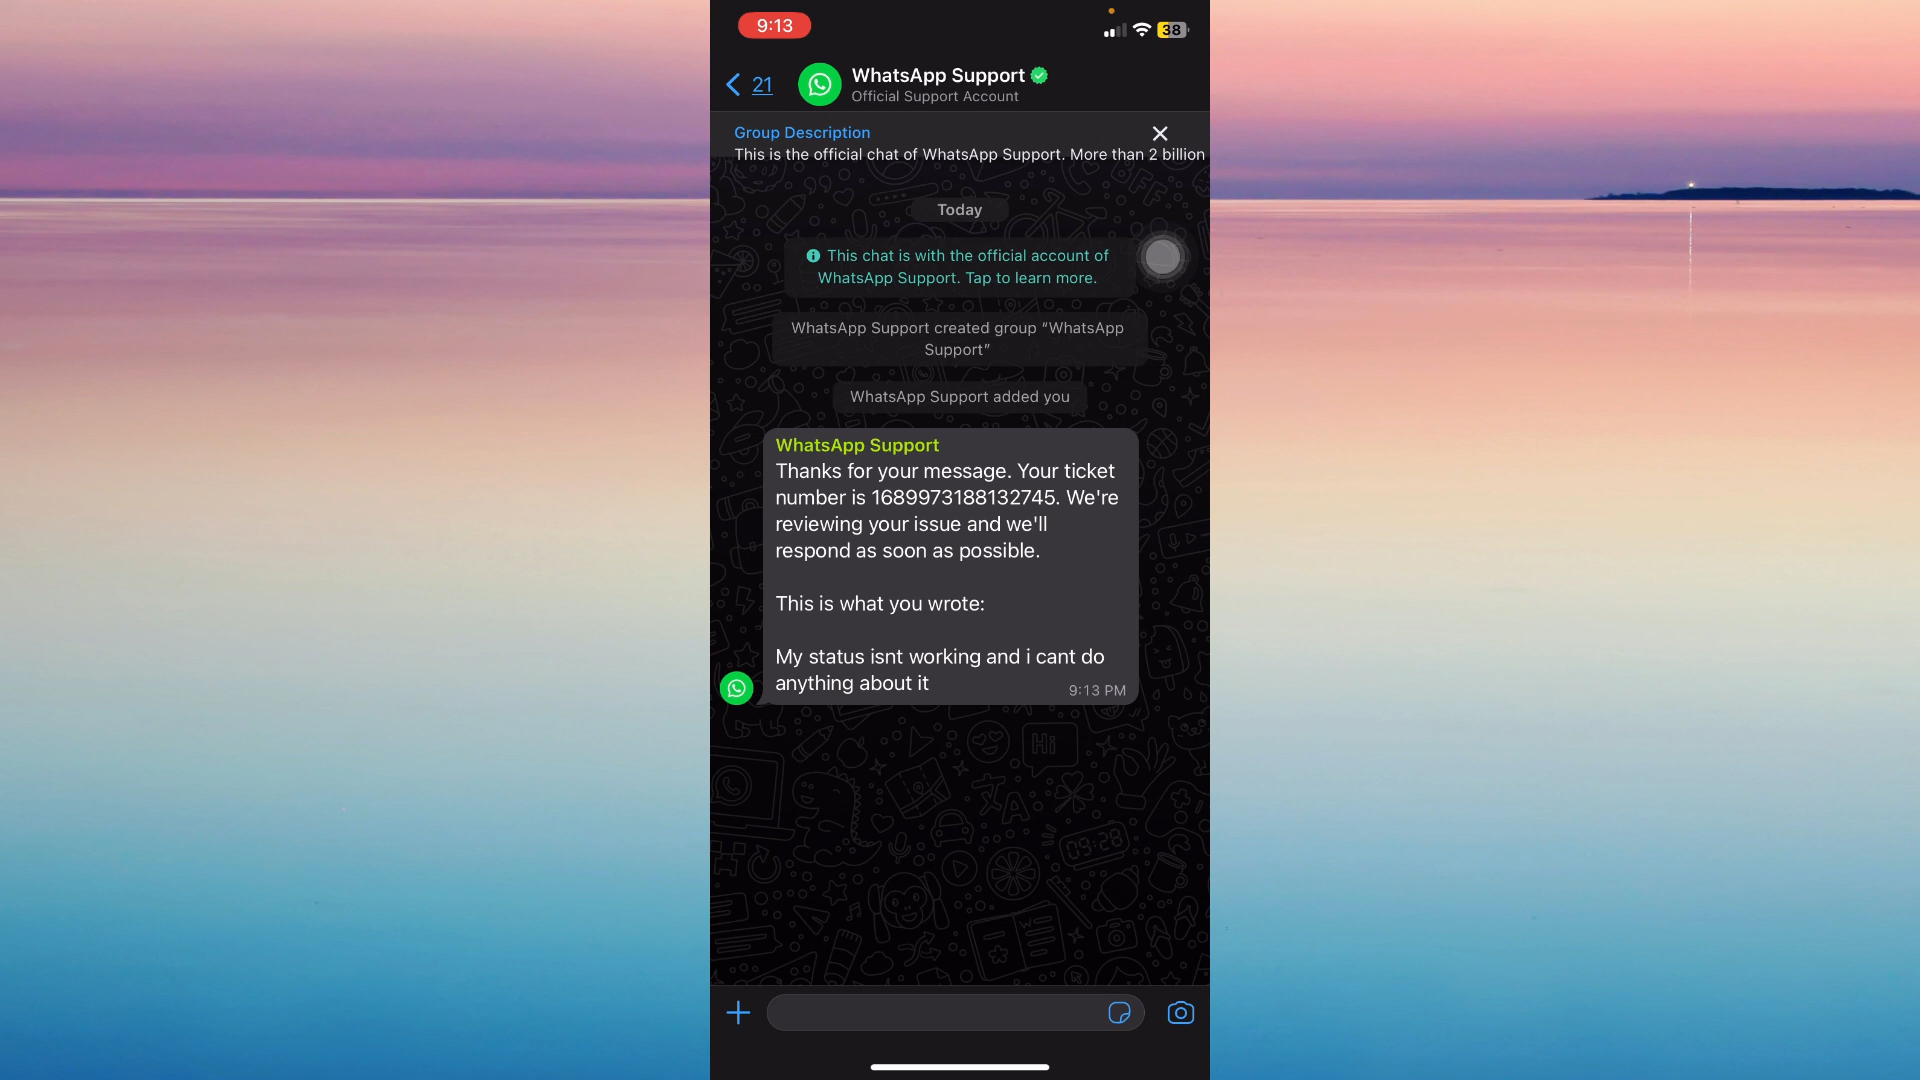 9:13
38
21
WhatsApp Support
Official Support Account
Group Description
This is the official chat of WhatsApp Support. More than 2 billion
Today
This chat is with the official account of
WhatsApp Support. Tap to learn more.
WhatsApp Support created group “WhatsApp
Support”
WhatsApp Support added you
WhatsApp Support
Thanks for your message. Your ticket
number is 1689973188132745. We're
reviewing your issue and we'll
respond as soon as possible.
This is what you wrote:
My status isnt working and i cant do
anything about it
9:13 PM
Hi
09:28